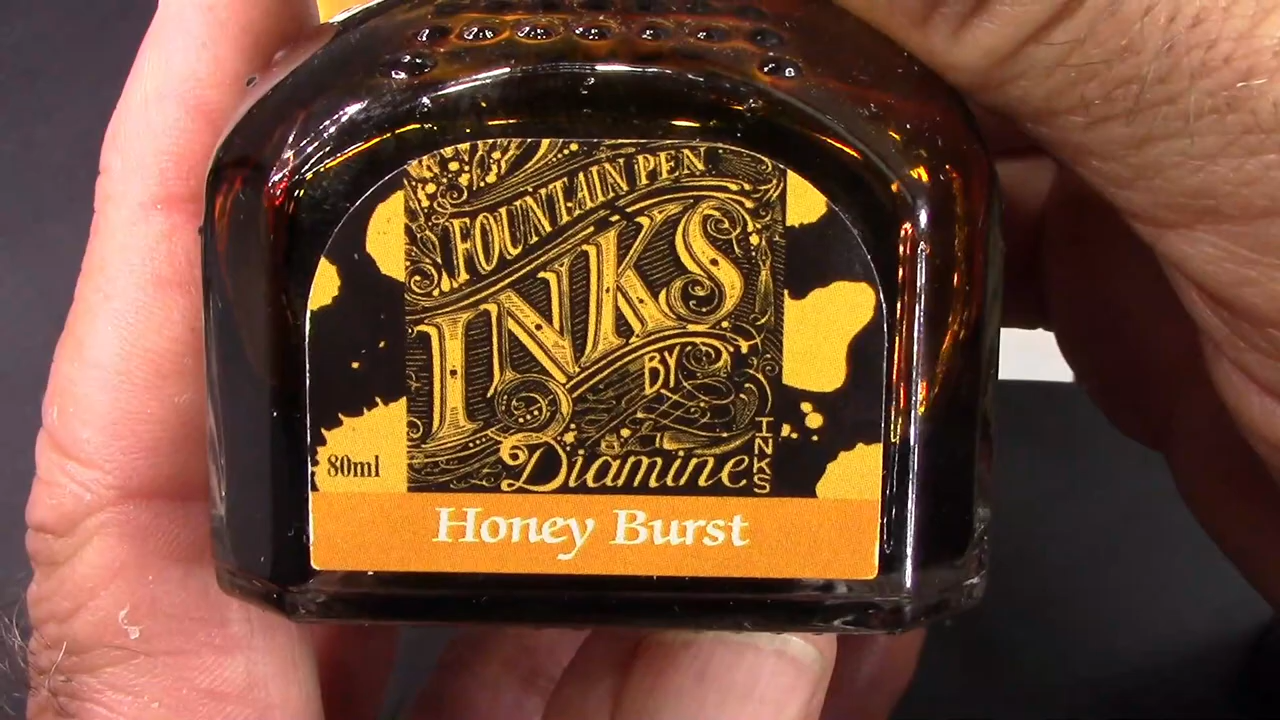 FOUNTAIN PEN
INKS
BY
Diamine
INKS
80ml
Honey Burst